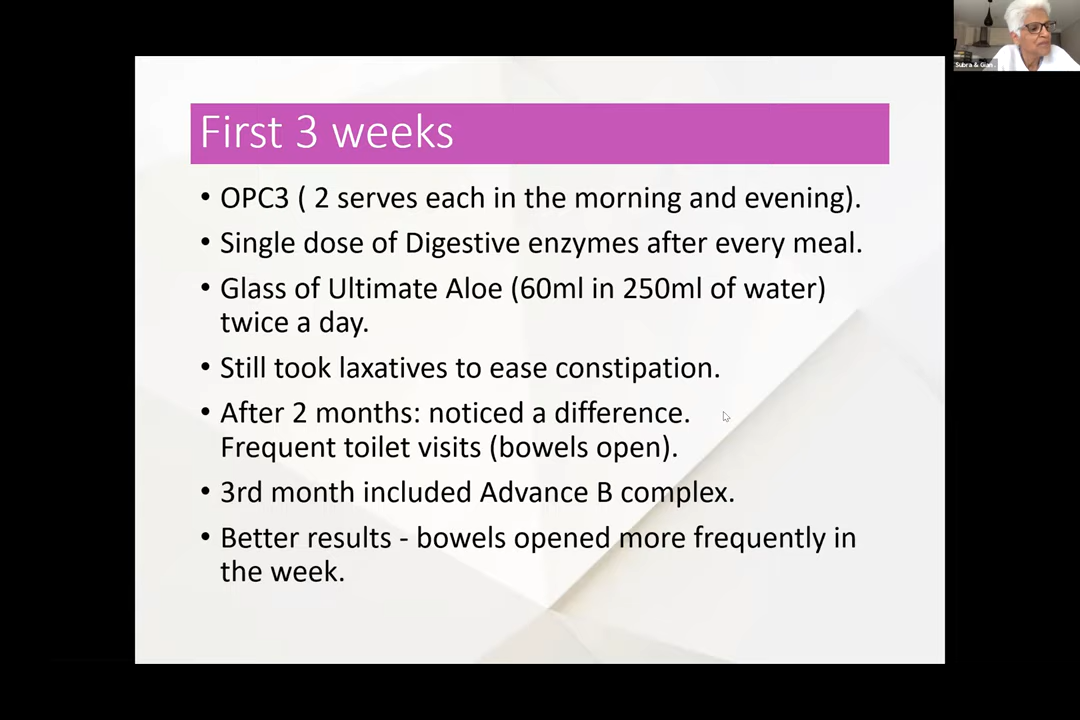 Subra & Gian
First 3 weeks
• OPC3 ( 2 serves each in the morning and evening).
• Single dose of Digestive enzymes after every meal.
• Glass of Ultimate Aloe (60ml in 250ml of water)
twice a day.
• Still took laxatives to ease constipation.
• After 2 months: noticed a difference.
Frequent toilet visits (bowels open).
• 3rd month included Advance B complex.
• Better results - bowels opened more frequently in
the week.